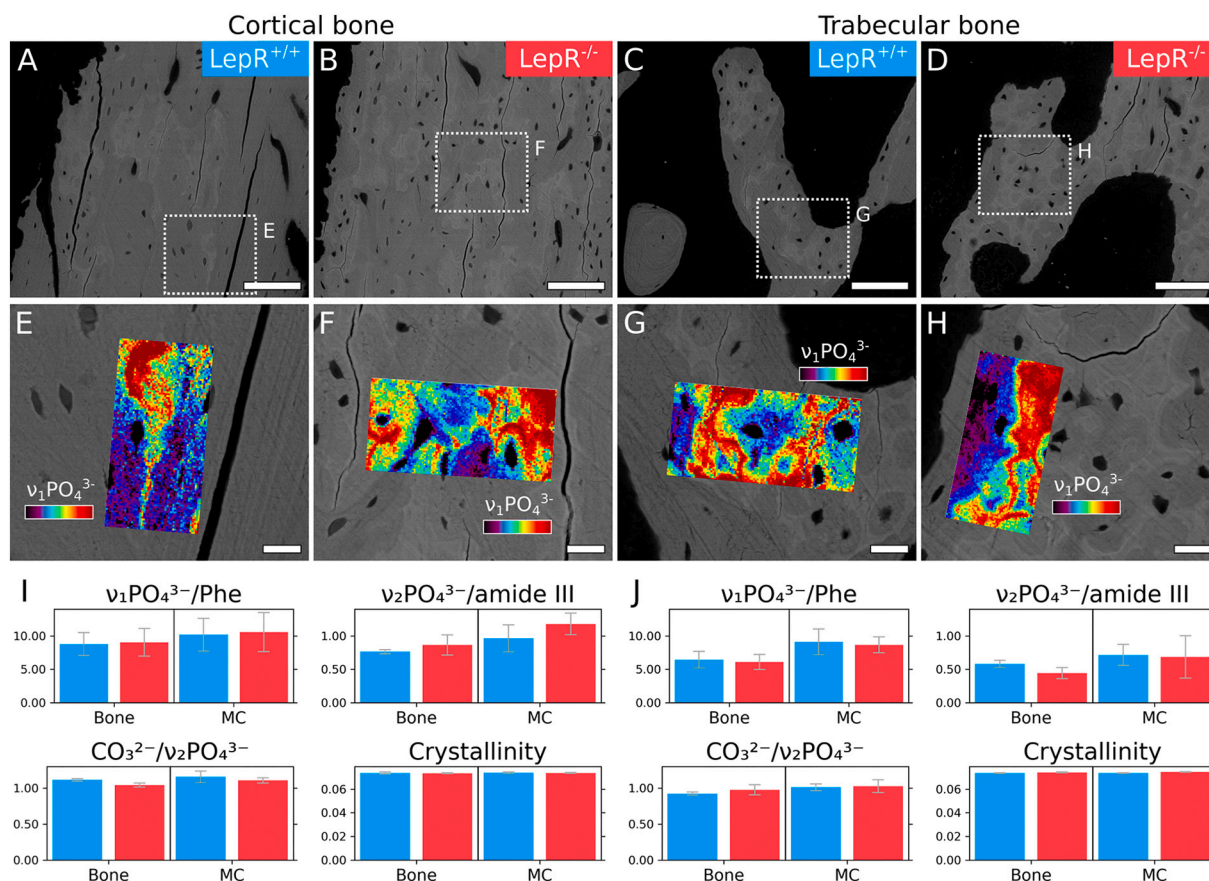 Cortical bone
Trabecular bone
A LepR+/+
B LepR-/-
C LepR+/+
D LepR-/-
E
F
G
H
E ν₁PO₄³⁻
F ν₁PO₄³⁻
G ν₁PO₄³⁻
H ν₁PO₄³⁻
I
ν₁PO₄³⁻/Phe
10.00
5.00
0.00
Bone MC
ν₂PO₄³⁻/amide III
1.00
0.50
0.00
Bone MC
CO₃²⁻/ν₂PO₄³⁻
1.00
0.50
0.00
Bone MC
Crystallinity
0.06
0.04
0.02
0.00
Bone MC
J
ν₁PO₄³⁻/Phe
10.00
5.00
0.00
Bone MC
ν₂PO₄³⁻/amide III
1.00
0.50
0.00
Bone MC
CO₃²⁻/ν₂PO₄³⁻
1.00
0.50
0.00
Bone MC
Crystallinity
0.06
0.04
0.02
0.00
Bone MC